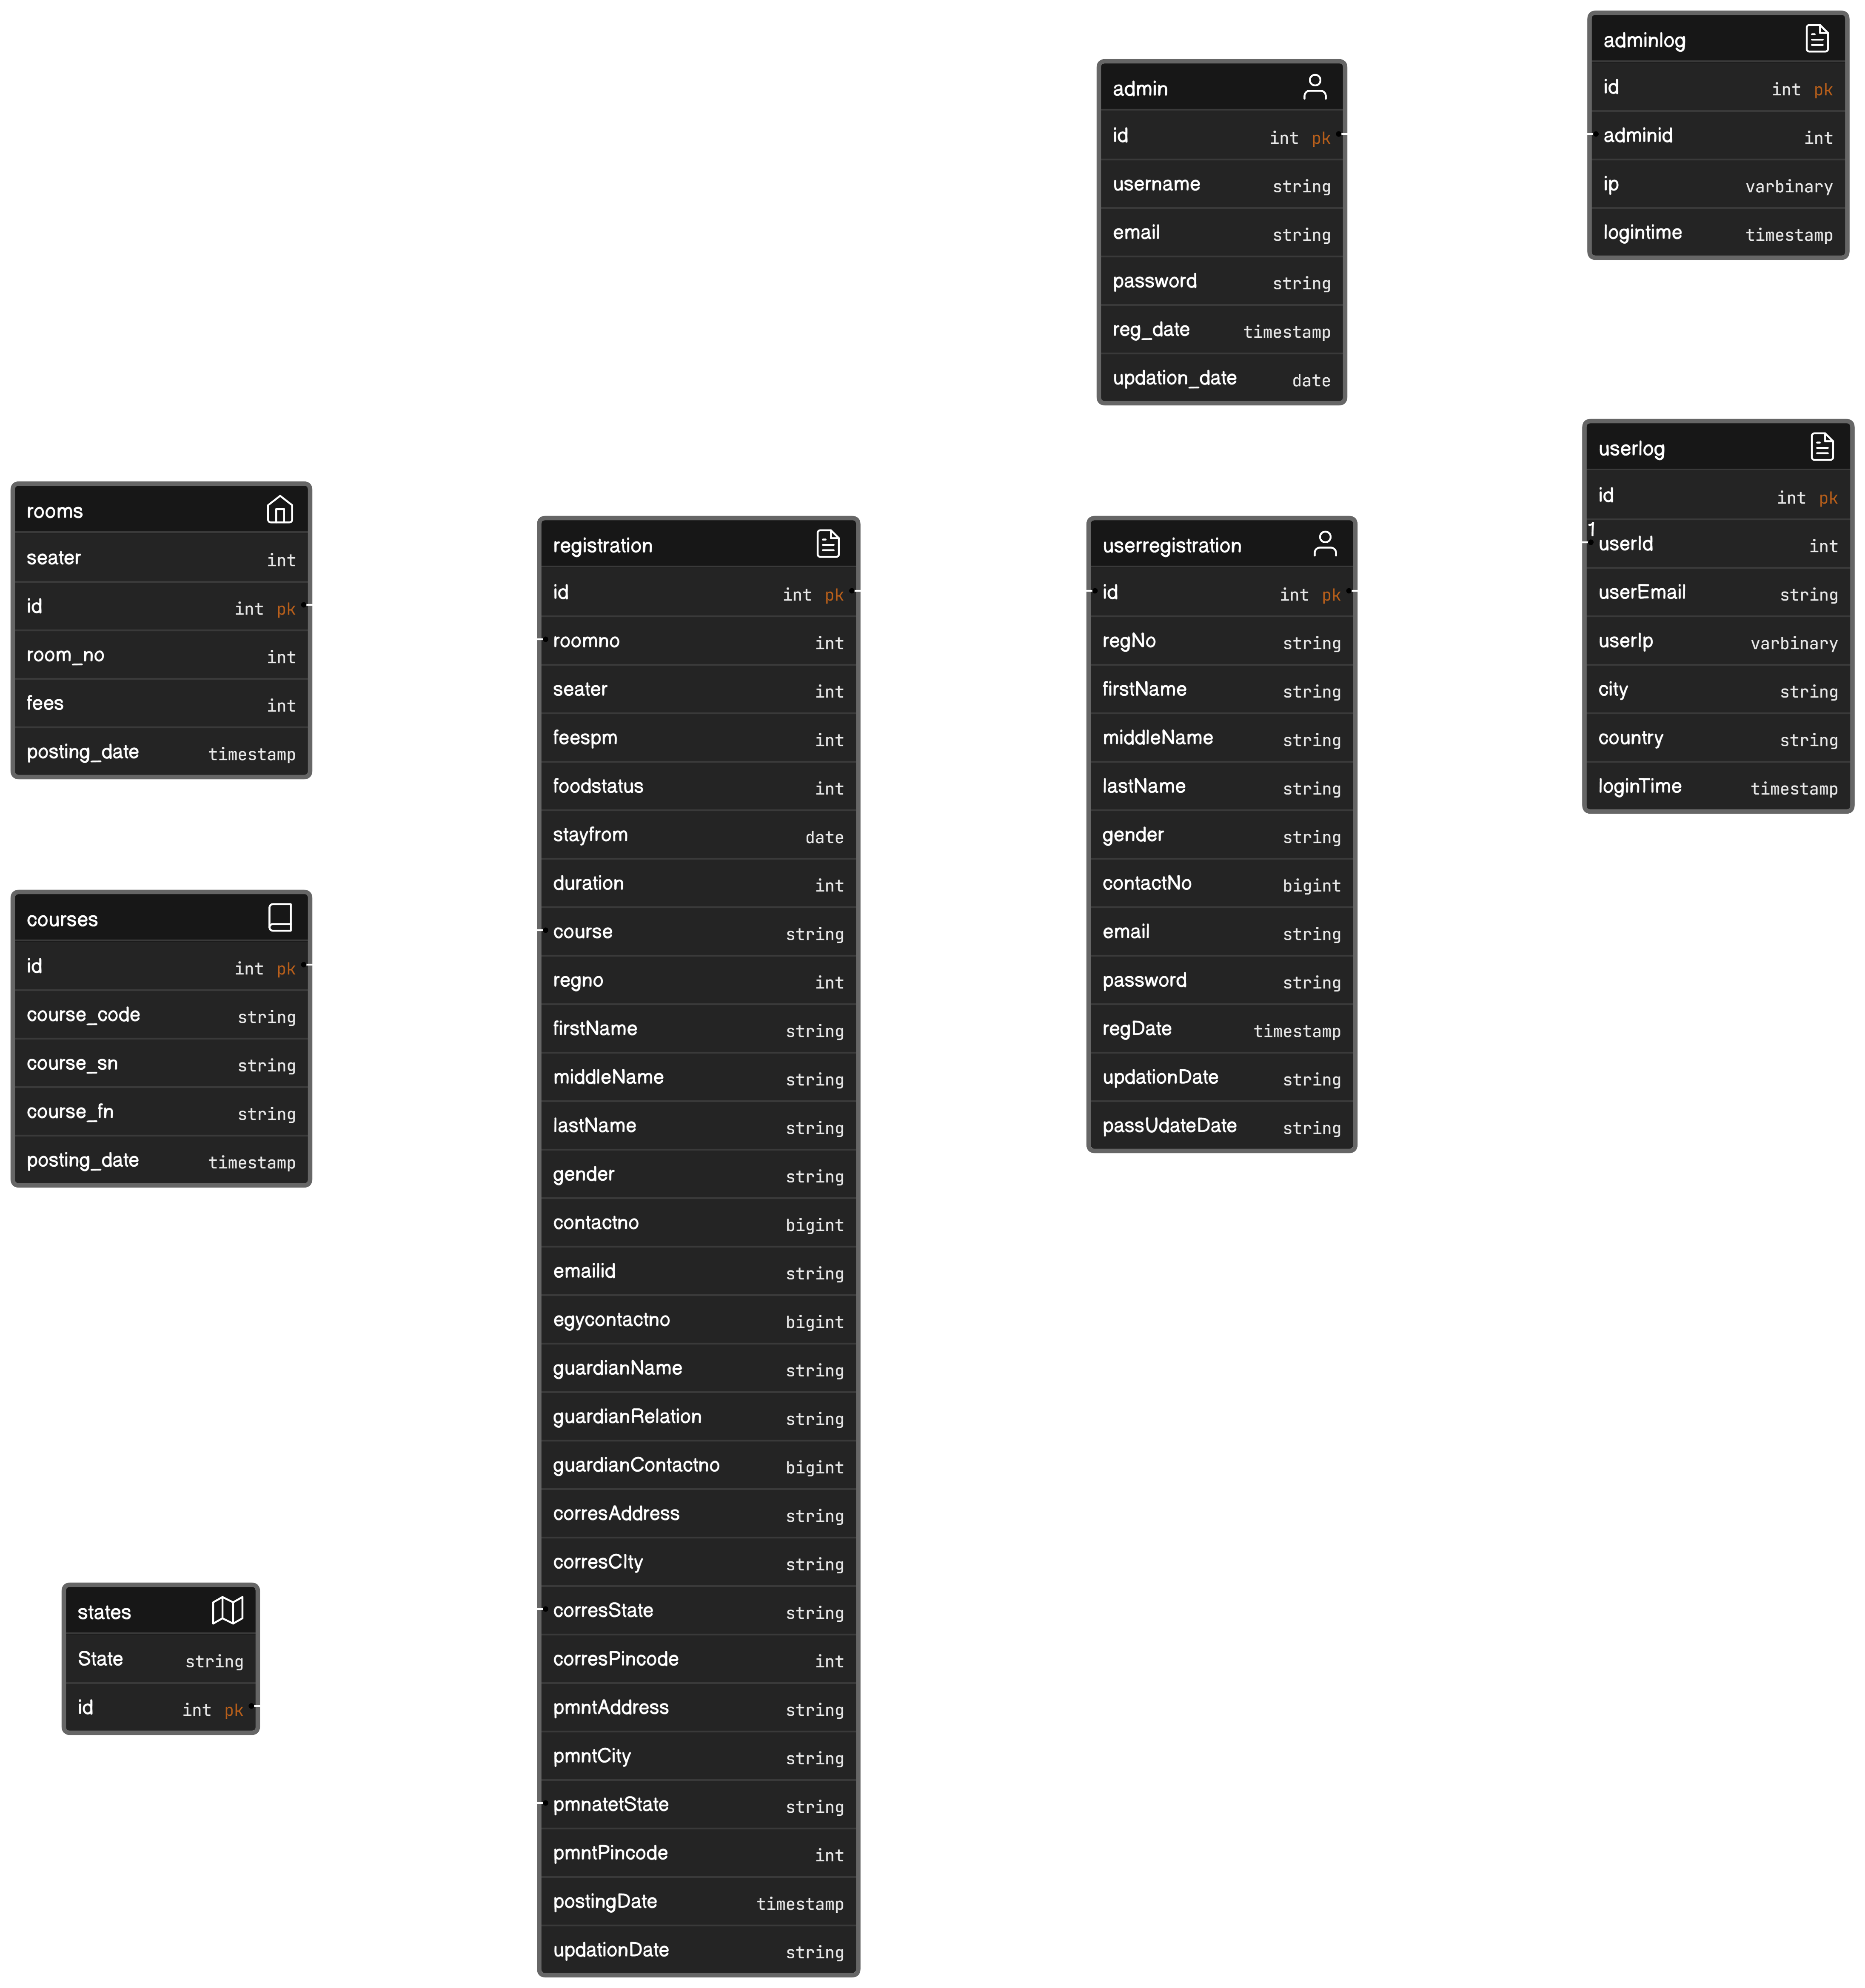 adminlog
id int pk
adminid int
ip varbinary
logintime timestamp
admin
id int pk
username string
email string
password string
reg_date timestamp
updation_date date
userlog
id int pk
1
userId int
userEmail string
userIp varbinary
city string
country string
loginTime timestamp
rooms
seater int
id int pk
room_no int
fees int
posting_date timestamp
registration
id int pk
roomno int
seater int
feespm int
foodstatus int
stayfrom date
duration int
course string
regno int
firstName string
middleName string
lastName string
gender string
contactno bigint
emailid string
egycontactno bigint
guardianName string
guardianRelation string
guardianContactno bigint
corresAddress string
corresCIty string
corresState string
corresPincode int
pmntAddress string
pmntCity string
pmnatetState string
pmntPincode int
postingDate timestamp
updationDate string
userregistration
id int pk
regNo string
firstName string
middleName string
lastName string
gender string
contactNo bigint
email string
password string
regDate timestamp
updationDate string
passUdateDate string
courses
id int pk
course_code string
course_sn string
course_fn string
posting_date timestamp
states
State string
id int pk